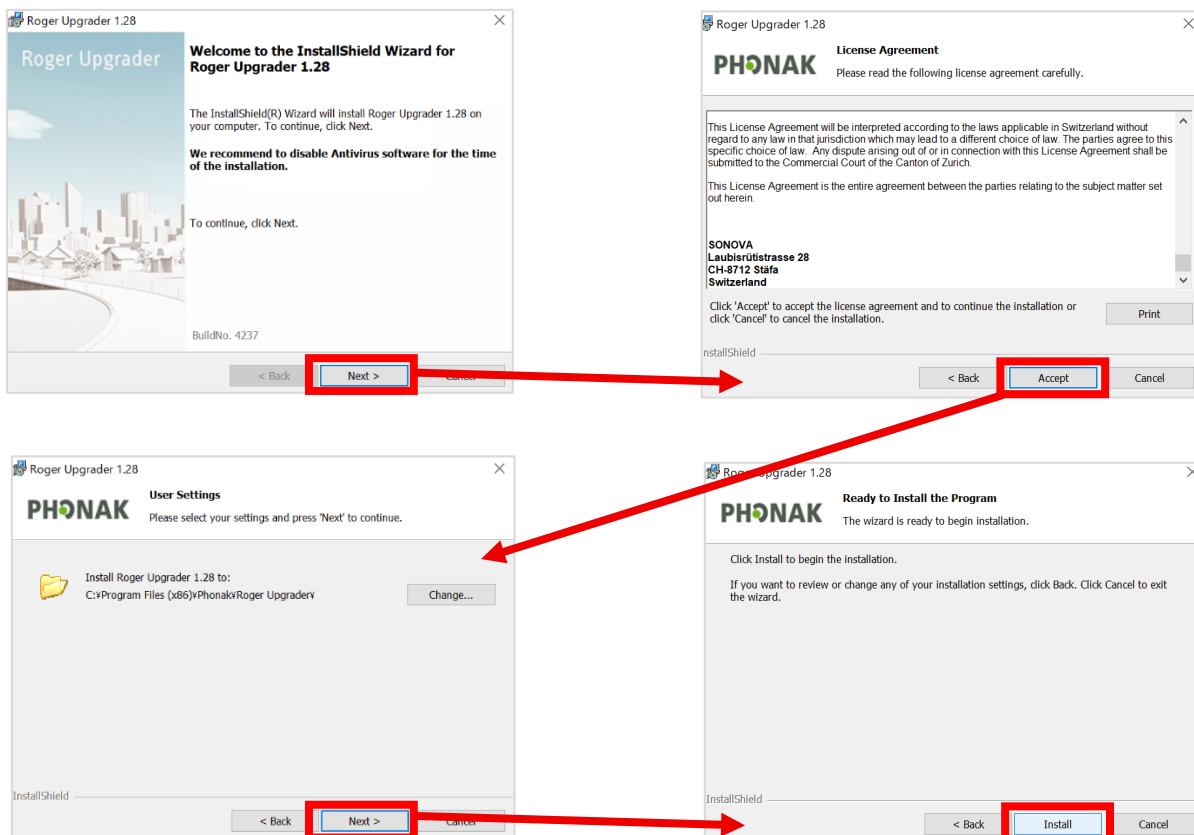 Roger Upgrader 1.28
Roger Upgrader
Welcome to the InstallShield Wizard for
Roger Upgrader 1.28
The InstallShield(R) Wizard will install Roger Upgrader 1.28 on
your computer. To continue, click Next.
We recommend to disable Antivirus software for the time
of the installation.
To continue, click Next.
BuildNo. 4237
< Back
Next >
Cancel
Roger Upgrader 1.28
PHONAK
License Agreement
Please read the following license agreement carefully.
This License Agreement will be interpreted according to the laws applicable in Switzerland without
regard to any law in that jurisdiction which may lead to a different choice of law. The parties agree to this
specific choice of law. Any dispute arising out of or in connection with this License Agreement shall be
submitted to the Commercial Court of the Canton of Zurich.
This License Agreement is the entire agreement between the parties relating to the subject matter set
out herein.
SONOVA
Laubisrütistrasse 28
CH-8712 Stäfa
Switzerland
Click 'Accept' to accept the license agreement and to continue the installation or
click 'Cancel' to cancel the installation.
Print
nstallShield
< Back
Accept
Cancel
Roger Upgrader 1.28
PHONAK
User Settings
Please select your settings and press 'Next' to continue.
Install Roger Upgrader 1.28 to:
C:¥Program Files (x86)¥Phonak¥Roger Upgrader¥
Change...
InstallShield
< Back
Next >
Cancel
Roger Upgrader 1.28
PHONAK
Ready to Install the Program
The wizard is ready to begin installation.
Click Install to begin the installation.
If you want to review or change any of your installation settings, click Back. Click Cancel to exit
the wizard.
InstallShield
< Back
Install
Cancel